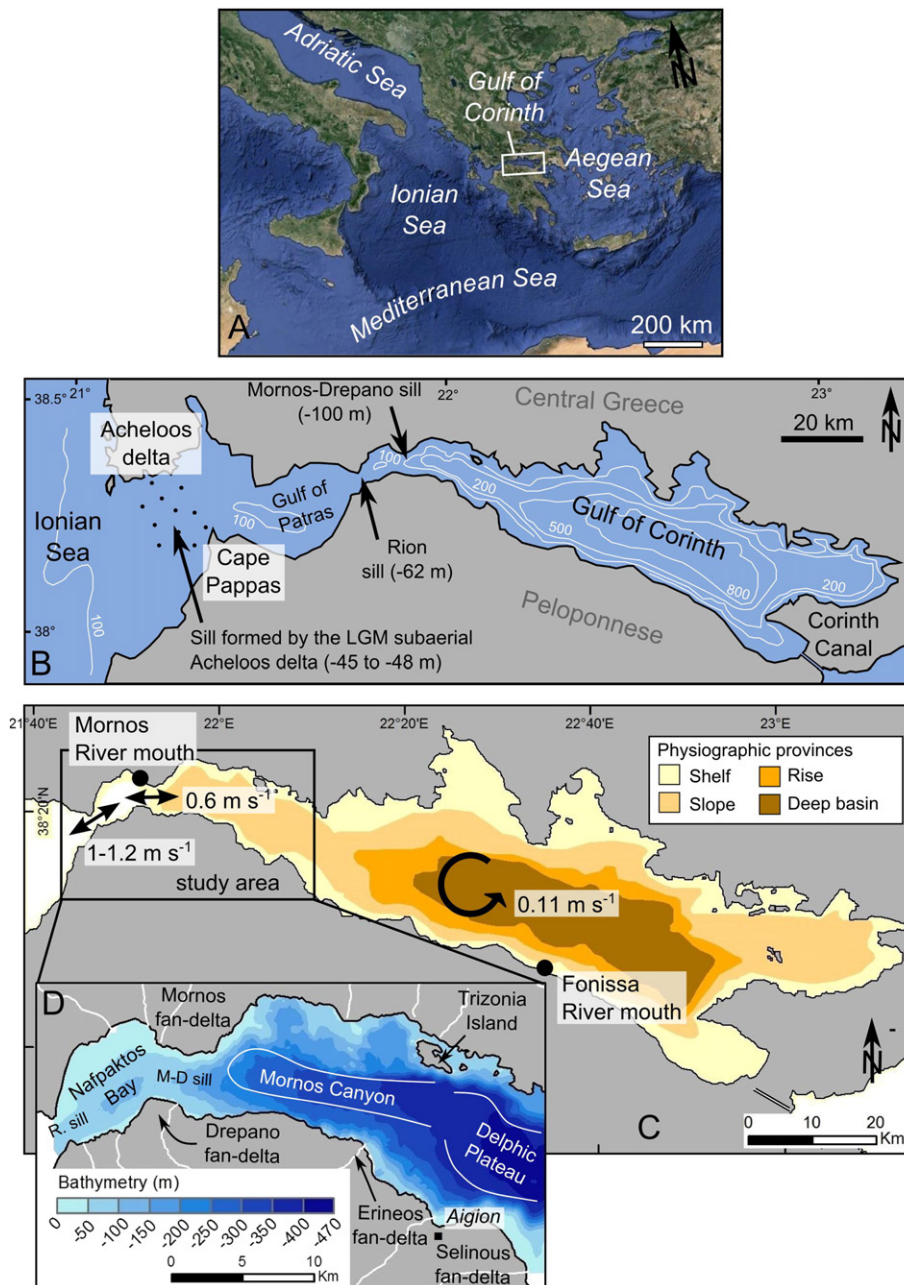 Adriatic Sea
Gulf of
Corinth
Aegean
Sea
Ionian
Sea
Mediterranean Sea
A
200 km
N
38.5°
21°
Mornos-Drepano sill
(-100 m)
22°
Central Greece
23°
20 km
N
Acheloos
delta
100
200
Gulf of
Patras
100
Gulf of Corinth
Ionian
Sea
500
Cape
Pappas
Rion
sill (-62 m)
800
200
38°
100
Peloponnese
Corinth
Canal
Sill formed by the LGM subaerial
Acheloos delta (-45 to -48 m)
B
21°40'E
22°
22°20'E
22°40'E
23°E
Mornos
River mouth
Physiographic provinces
Shelf
Rise
Slope
Deep basin
38°20'N
0.6 m s-1
1-1.2 m s-1
study area
0.11 m s-1
Fonissa
River mouth
N
C
0
10
20
Km
D
Mornos
fan-delta
Trizonia
Island
Nafpaktos
Bay
M-D sill
Mornos Canyon
R. sill
Delphic
Plateau
Drepano
fan-delta
Bathymetry (m)
0
-50
-100
-150
-200
-250
-300
-350
-400
-470
Erineos
fan-delta
Aigion
Selinous
fan-delta
0
5
10
Km